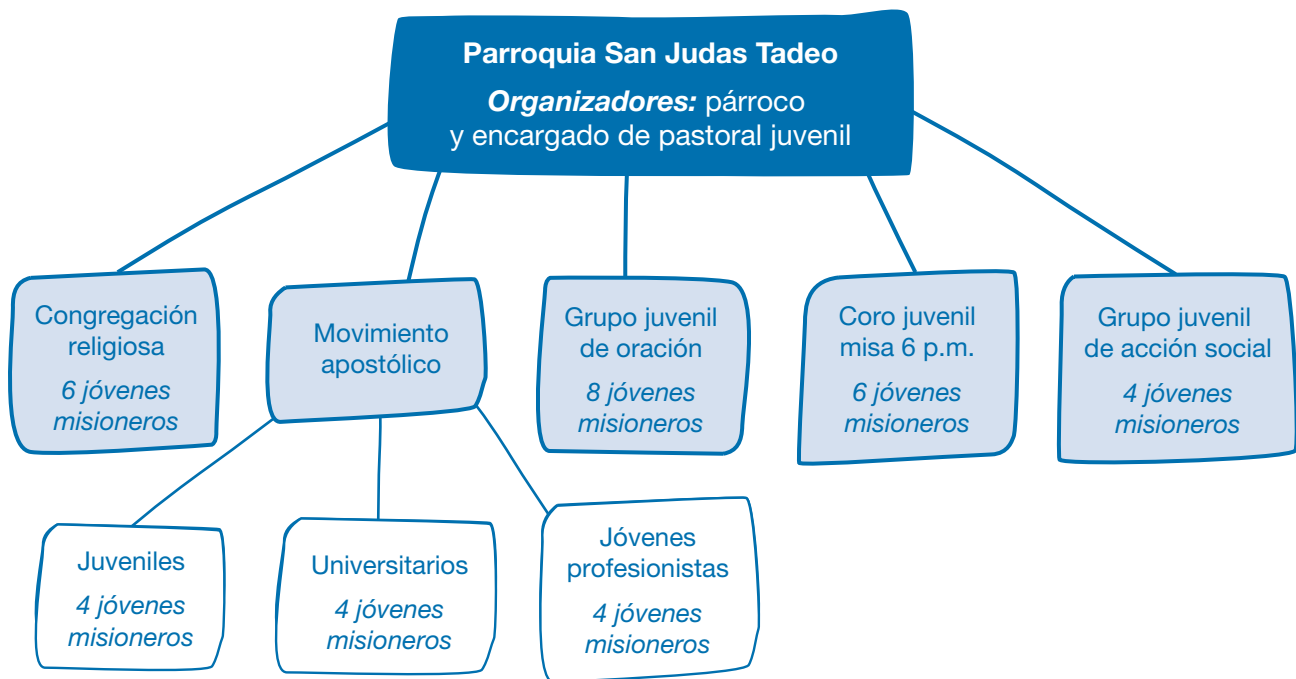 Parroquia San Judas Tadeo
Organizadores: párroco
y encargado de pastoral juvenil
Congregación
religiosa
6 jóvenes
misioneros
Movimiento
apostólico
Grupo juvenil
de oración
8 jóvenes
misioneros
Coro juvenil
misa 6 p.m.
6 jóvenes
misioneros
Grupo juvenil
de acción social
4 jóvenes
misioneros
Juveniles
4 jóvenes
misioneros
Universitarios
4 jóvenes
misioneros
Jóvenes
profesionistas
4 jóvenes
misioneros